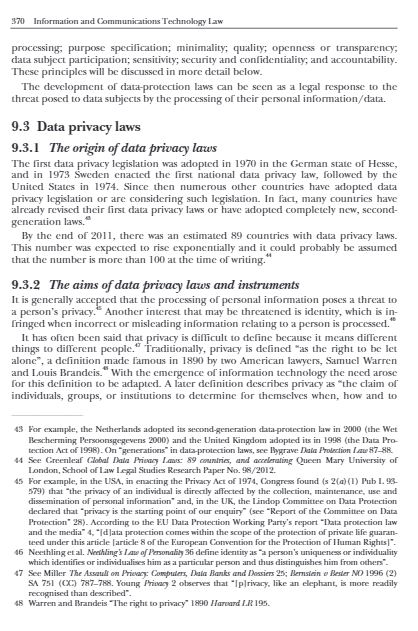 370 Information and Communications Technology Law
processing; purpose specification; minimality; quality; openness or transparency;
data subject participation; sensitivity; security and confidentiality; and accountability.
These principles will be discussed in more detail below.
The development of data-protection laws can be seen as a legal response to the
threat posed to data subjects by the processing of their personal information/data.
9.3 Data privacy laws
9.3.1 The origin of data privacy laws
The first data privacy legislation was adopted in 1970 in the German state of Hesse,
and in 1973 Sweden enacted the first national data privacy law, followed by the
United States in 1974. Since then numerous other countries have adopted data
privacy legislation or are considering such legislation. In fact, many countries have
already revised their first data privacy laws or have adopted completely new, second-
generation laws.43
By the end of 2011, there was an estimated 89 countries with data privacy laws.
This number was expected to rise exponentially and it could probably be assumed
that the number is more than 100 at the time of writing.44
9.3.2 The aims of data privacy laws and instruments
It is generally accepted that the processing of personal information poses a threat to
a person's privacy.45 Another interest that may be threatened is identity, which is in-
fringed when incorrect or misleading information relating to a person is processed.46
It has often been said that privacy is difficult to define because it means different
things to different people.47 Traditionally, privacy is defined "as the right to be let
alone", a definition made famous in 1890 by two American lawyers, Samuel Warren
and Louis Brandeis.48 With the emergence of information technology the need arose
for this definition to be adapted. A later definition describes privacy as "the claim of
individuals, groups, or institutions to determine for themselves when, how and to
43 For example, the Netherlands adopted its second-generation data-protection law in 2000 (the Wet
Bescherming Persoonsgegevens 2000) and the United Kingdom adopted its in 1998 (the Data Pro-
tection Act of 1998). On "generations" in data-protection laws, see Bygrave Data Protection Law 87–88.
44 See Greenleaf Global Data Privacy Laws: 89 countries, and accelerating Queen Mary University of
London, School of Law Legal Studies Research Paper No. 98/2012.
45 For example, in the USA, in enacting the Privacy Act of 1974, Congress found (s 2(a)(1) Pub L 93-
579) that "the privacy of an individual is directly affected by the collection, maintenance, use and
dissemination of personal information" and, in the UK, the Lindop Committee on Data Protection
declared that "privacy is the starting point of our enquiry" (see "Report of the Committee on Data
Protection" 28). According to the EU Data Protection Working Party's report "Data protection law
and the media" 4, "[d]ata protection comes within the scope of the protection of private life guaran-
teed under this article [article 8 of the European Convention for the Protection of Human Rights]".
46 Neethling et al. Neethling's Law of Personality 36 define identity as "a person's uniqueness or individuality
which identifies or individualises him as a particular person and thus distinguishes him from others".
47 See Miller The Assault on Privacy: Computers, Data Banks and Dossiers 25; Bernstein v Bester NO 1996 (2)
SA 751 (CC) 787–788. Young Privacy 2 observes that "[p]rivacy, like an elephant, is more readily
recognised than described".
48 Warren and Brandeis "The right to privacy" 1890 Harvard LR 195.